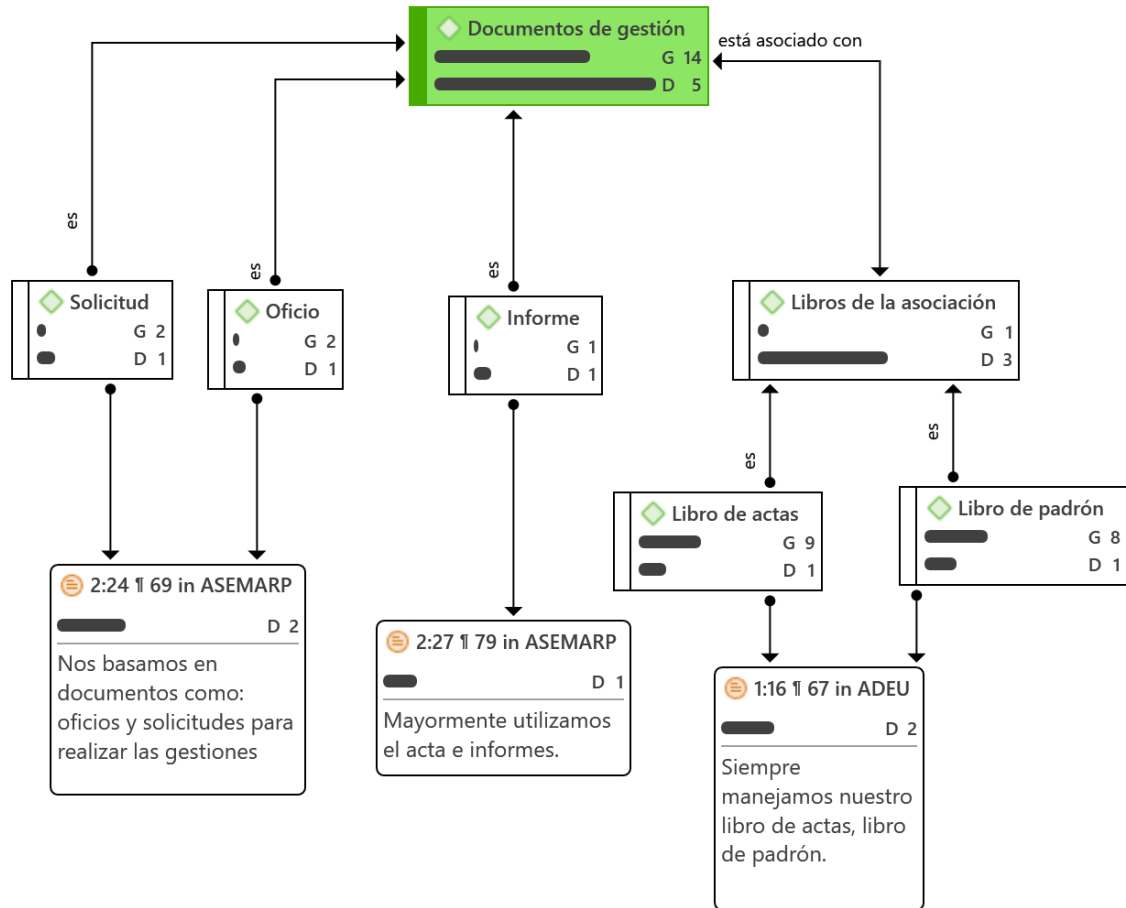 Documentos de gestión
G 14
D 5
está asociado con
es
es
es
Solicitud
G 2
D 1
Oficio
G 2
D 1
Informe
G 1
D 1
Libros de la asociación
G 1
D 3
es
es
Libro de actas
G 9
D 1
Libro de padrón
G 8
D 1
2:24 ¶ 69 in ASEMARP
D 2
Nos basamos en
documentos como:
oficios y solicitudes para
realizar las gestiones
2:27 ¶ 79 in ASEMARP
D 1
Mayormente utilizamos
el acta e informes.
1:16 ¶ 67 in ADEU
D 2
Siempre
manejamos nuestro
libro de actas, libro
de padrón.